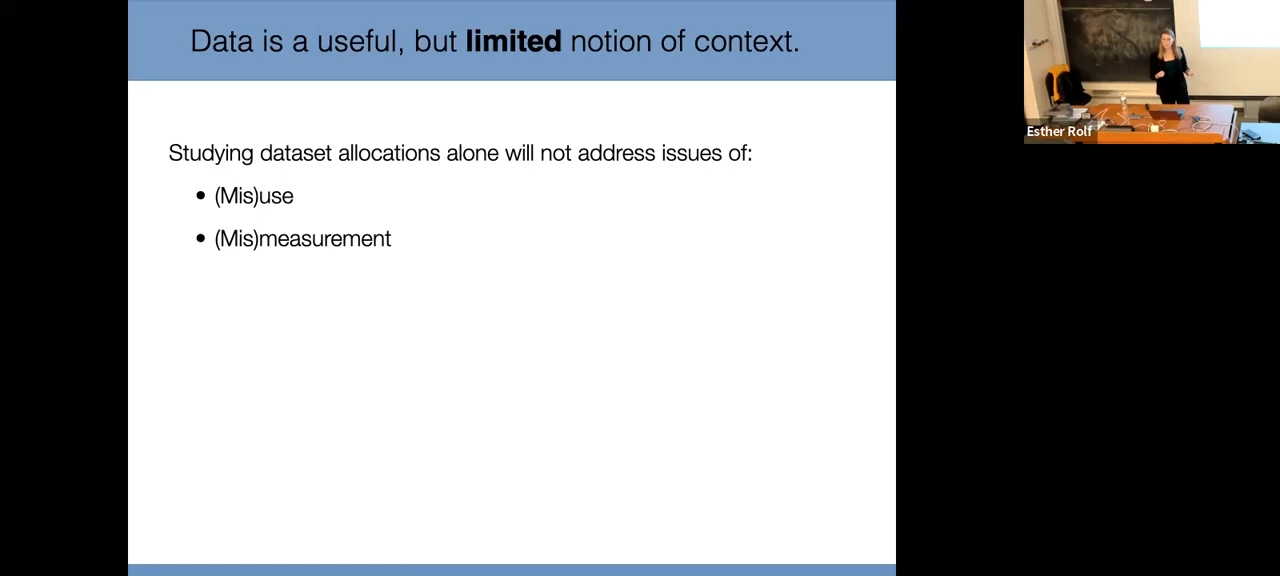 Data is a useful, but limited notion of context.
Studying dataset allocations alone will not address issues of:
• (Mis)use
• (Mis)measurement
Esther Rolf